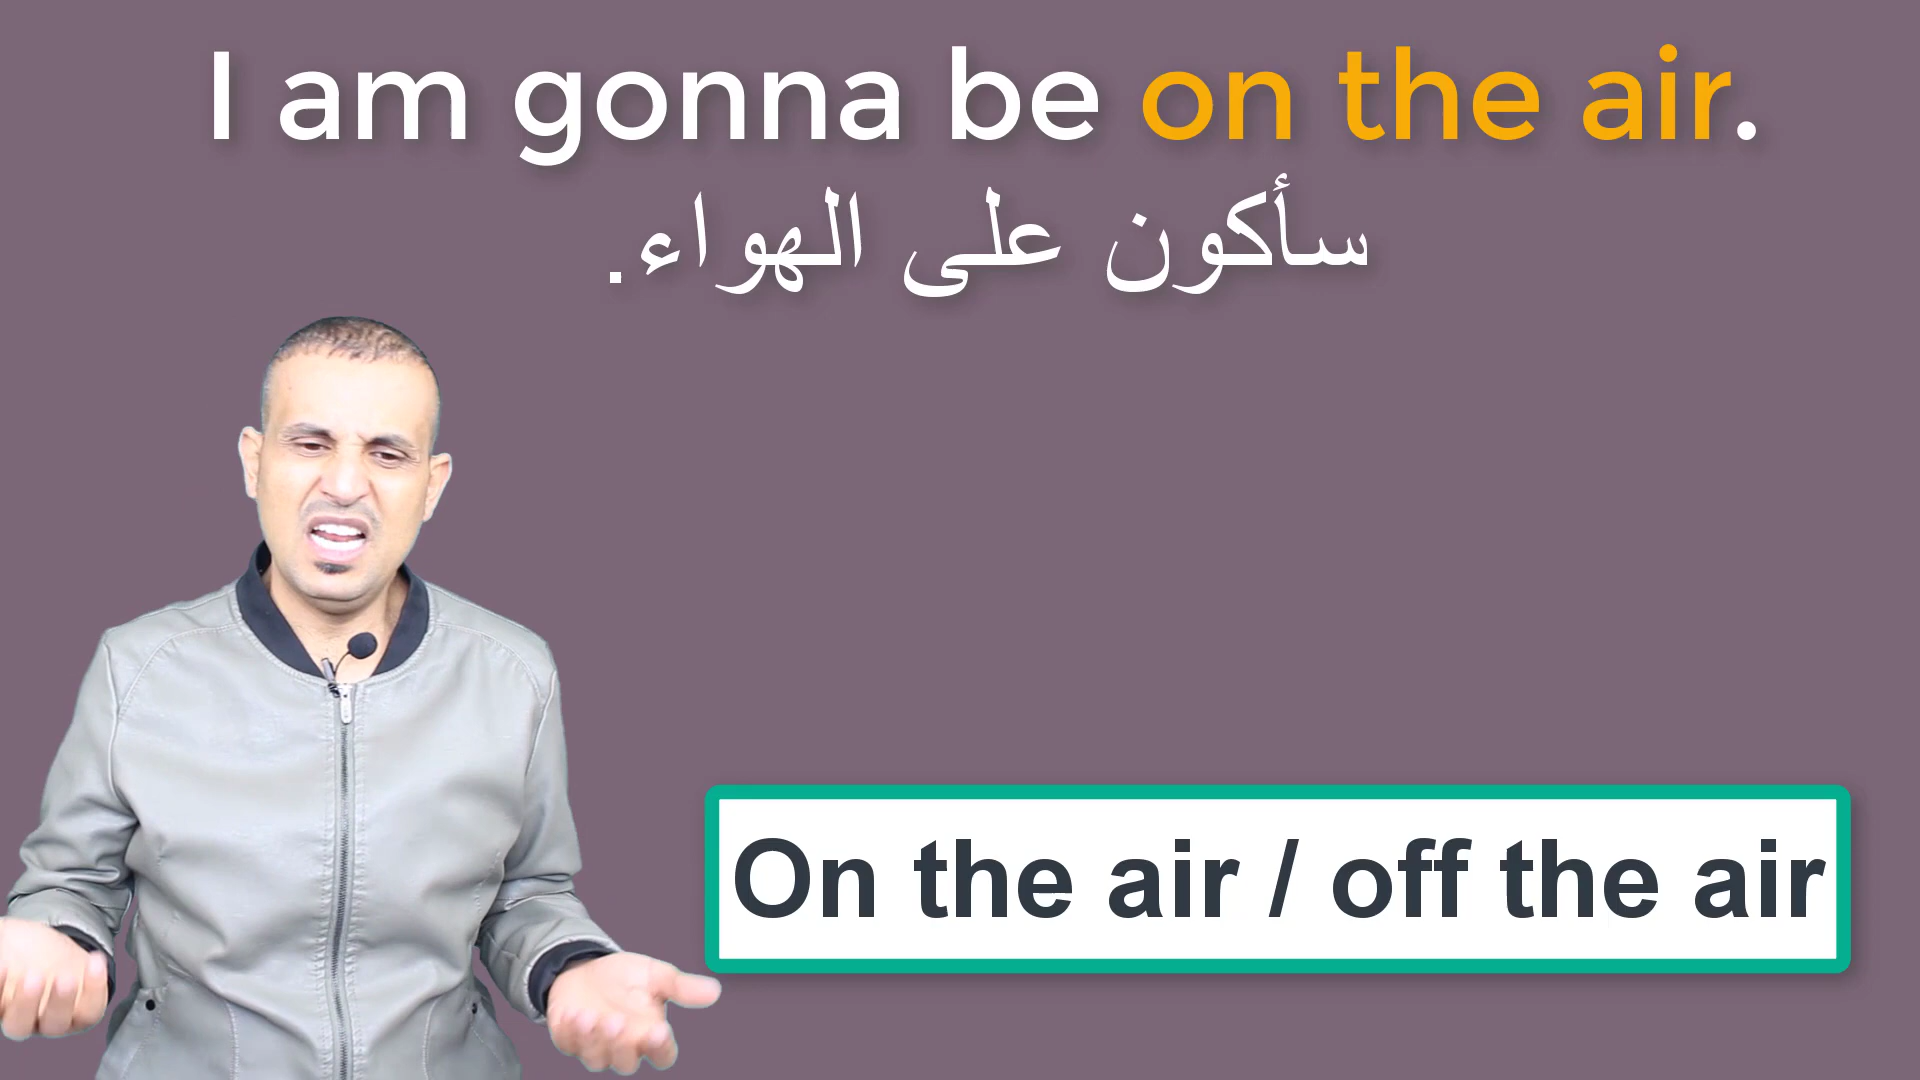 I am gonna be on the air.
سأكون على الهواء.
On the air / off the air